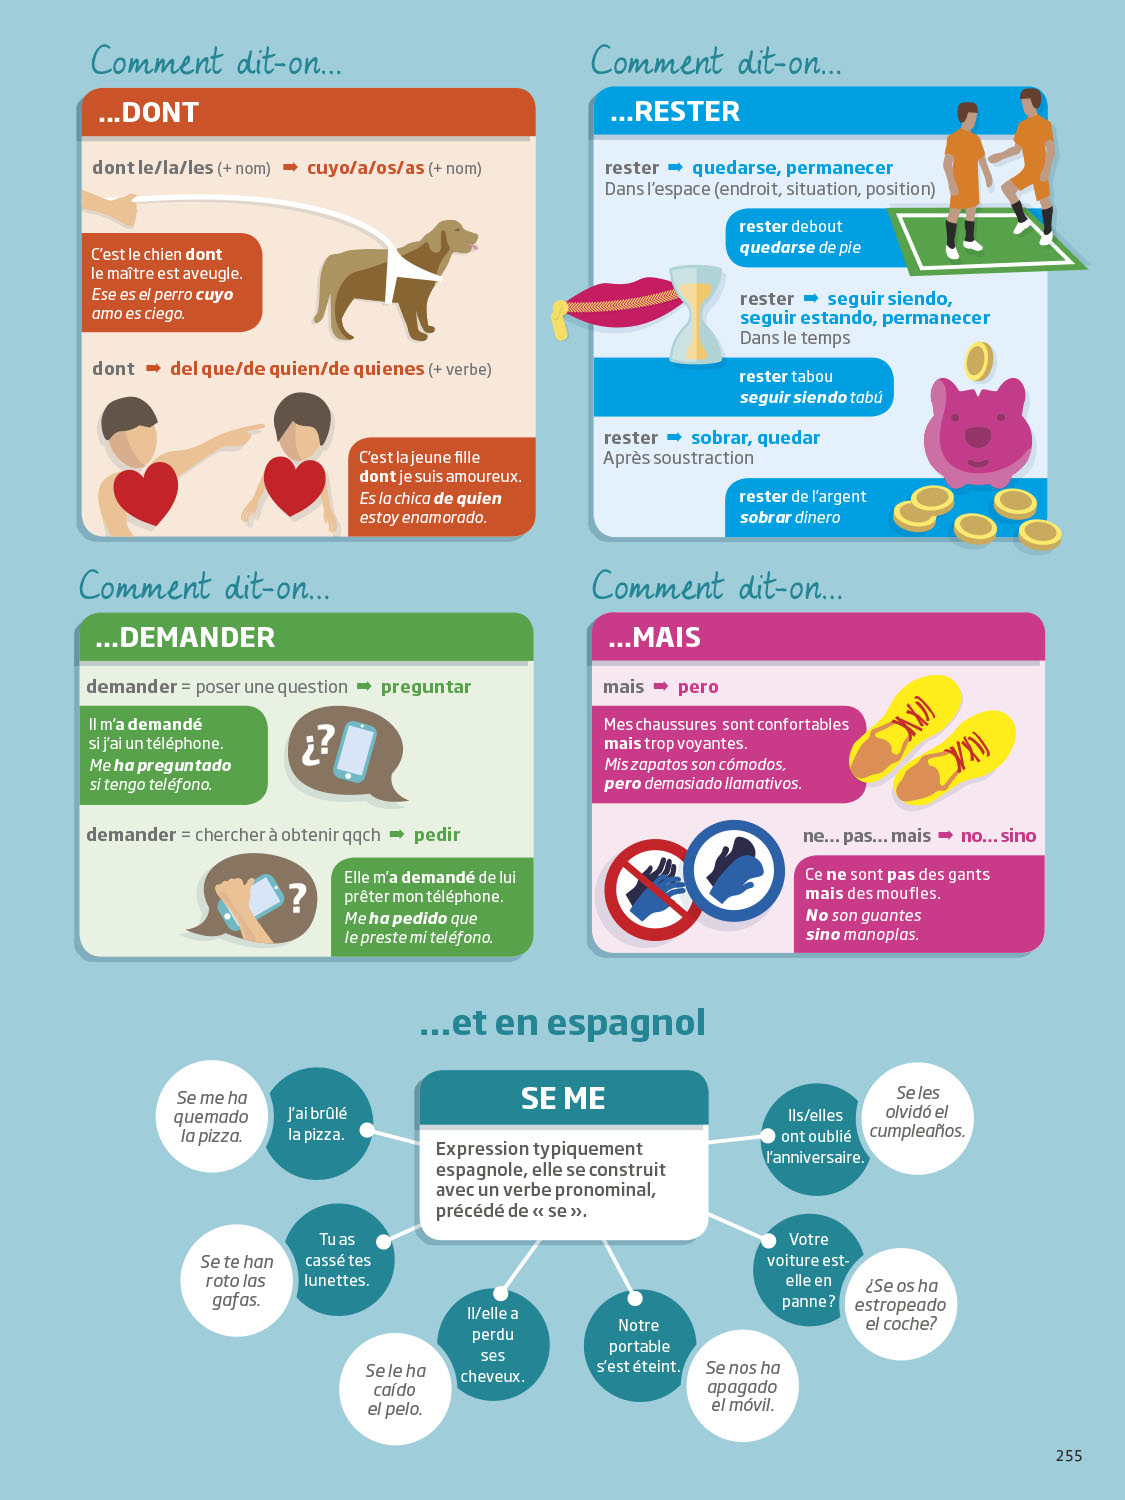 Comment dit-on...
...DONT
dont le/la/les (+ nom) ➡ cuyo/a/os/as (+ nom)
C'est le chien dont
le maître est aveugle.
Ese es el perro cuyo
amo es ciego.
dont ➡ del que/de quien/de quienes (+ verbe)
C'est la jeune fille
dont je suis amoureux.
Es la chica de quien
estoy enamorado.
Comment dit-on...
...RESTER
rester ➡ quedarse, permanecer
Dans l'espace (endroit, situation, position)
rester debout
quedarse de pie
rester ➡ seguir siendo,
seguir estando, permanecer
Dans le temps
rester tabou
seguir siendo tabú
rester ➡ sobrar, quedar
Après soustraction
rester de l'argent
sobrar dinero
Comment dit-on...
...DEMANDER
demander = poser une question ➡ preguntar
Il m'a demandé
si j'ai un téléphone.
Me ha preguntado
si tengo teléfono.
¿?
demander = chercher à obtenir qqch ➡ pedir
?
Elle m'a demandé de lui
prêter mon téléphone.
Me ha pedido que
le preste mi teléfono.
Comment dit-on...
...MAIS
mais ➡ pero
Mes chaussures sont confortables
mais trop voyantes.
Mis zapatos son cómodos,
pero demasiado llamativos.
ne... pas... mais ➡ no... sino
Ce ne sont pas des gants
mais des moufles.
No son guantes
sino manoplas.
...et en espagnol
SE ME
Expression typiquement
espagnole, elle se construit
avec un verbe pronominal,
précédé de « se ».
J'ai brûlé
la pizza.
Se me ha
quemado
la pizza.
Tu as
cassé tes
lunettes.
Se te han
roto las
gafas.
Il/elle a
perdu
ses
cheveux.
Se le ha
caído
el pelo.
Notre
portable
s'est éteint.
Se nos ha
apagado
el móvil.
Votre
voiture est-
elle en
panne ?
¿Se os ha
estropeado
el coche?
Ils/elles
ont oublié
l'anniversaire.
Se les
olvidó el
cumpleaños.
255